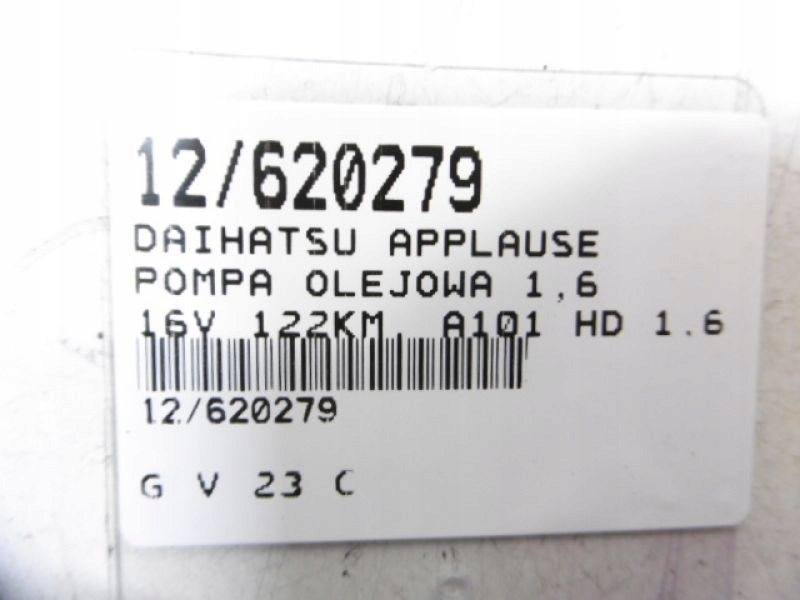 12/620279
DAIHATSU APPLAUSE
POMPA OLEJOWA 1,6
16V 122KM, A101 HD 1.6
12/620279
G V 23 C